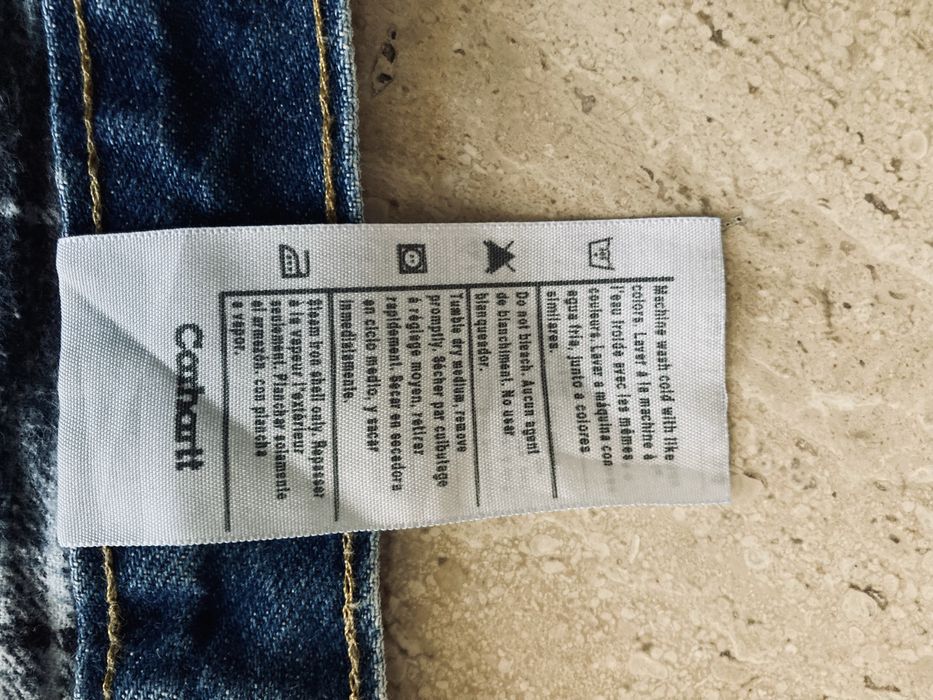 Machine wash cold with like
colors. Laver à la machine à
l'eau froide avec les mêmes
couleurs. Lavar a máquina con
agua fría, junto a colores
similares.
Do not bleach. Aucun agent
de blanchiment. No usar
blanqueador.
Tumble dry medium, remove
promptly. Sécher par culbutage
à réglage moyen, retirer
rapidement. Secar en secadora
en ciclo medio, y sacar
inmediatamente.
Steam iron shell only. Repasser
à la vapeur l'extérieur
seulement. Planchar solamente
el armazón, con plancha
a vapor.
Carhartt